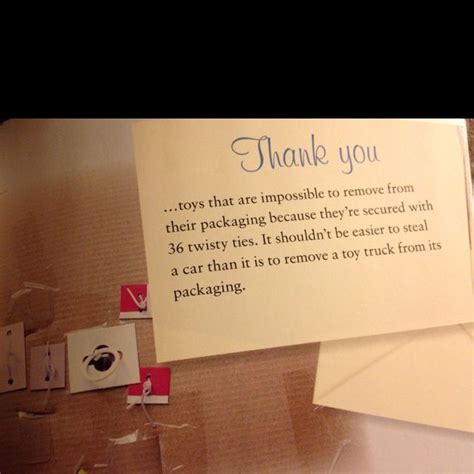 Thank you
...toys that are impossible to remove from
their packaging because they're secured with
36 twisty ties. It shouldn't be easier to steal
a car than it is to remove a toy truck from its
packaging.